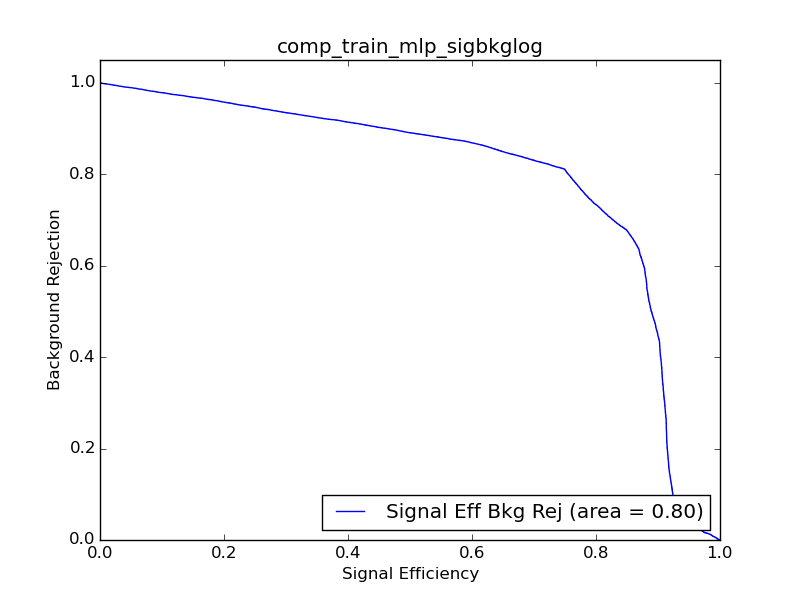 comp_train_mlp_sigbkglog
1.0
0.8
0.6
0.4
0.2
0.0
Background Rejection
Signal Eff Bkg Rej (area = 0.80)
0.0 0.2 0.4 0.6 0.8 1.0
Signal Efficiency